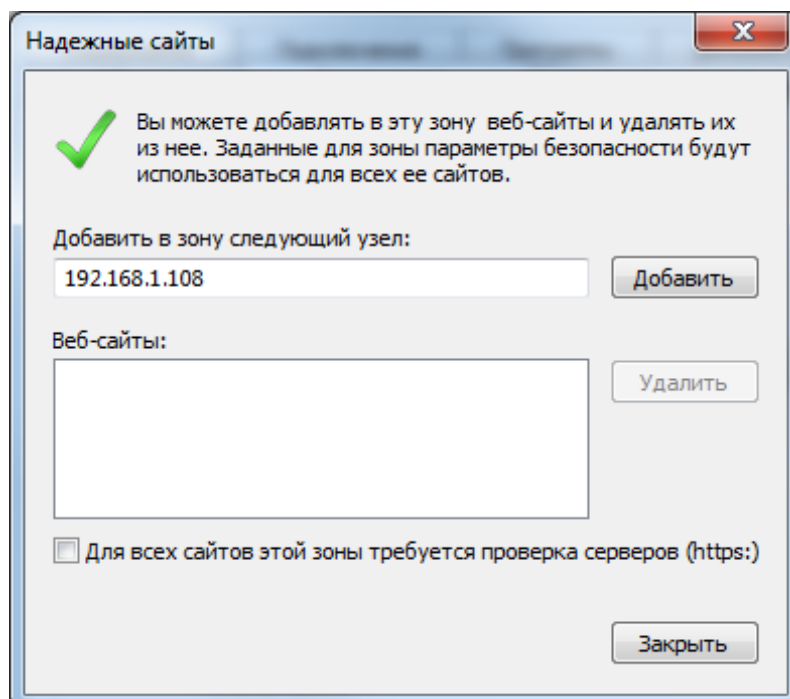 Надежные сайты
Вы можете добавлять в эту зону веб-сайты и удалять их
из нее. Заданные для зоны параметры безопасности будут
использоваться для всех ее сайтов.
Добавить в зону следующий узел:
192.168.1.108
Добавить
Веб-сайты:
Удалить
Для всех сайтов этой зоны требуется проверка серверов (https:)
Закрыть